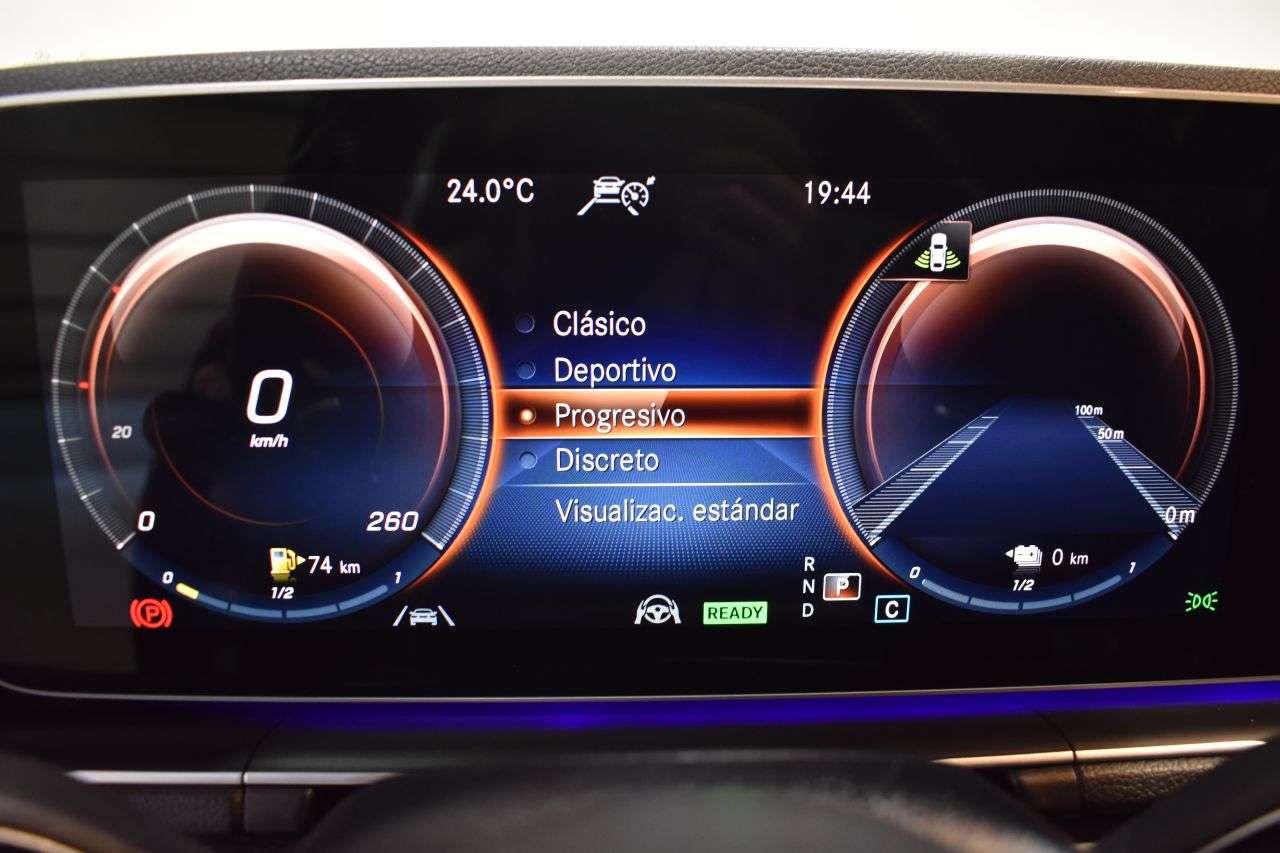 24.0°C
19:44
Clásico
Deportivo
Progresivo
Discreto
Visualizac. estándar
0
km/h
20
0
260
74 km
0
1/2
1
P
READY
R
N
P
D
C
100m
50m
0m
0 km
0
1/2
1